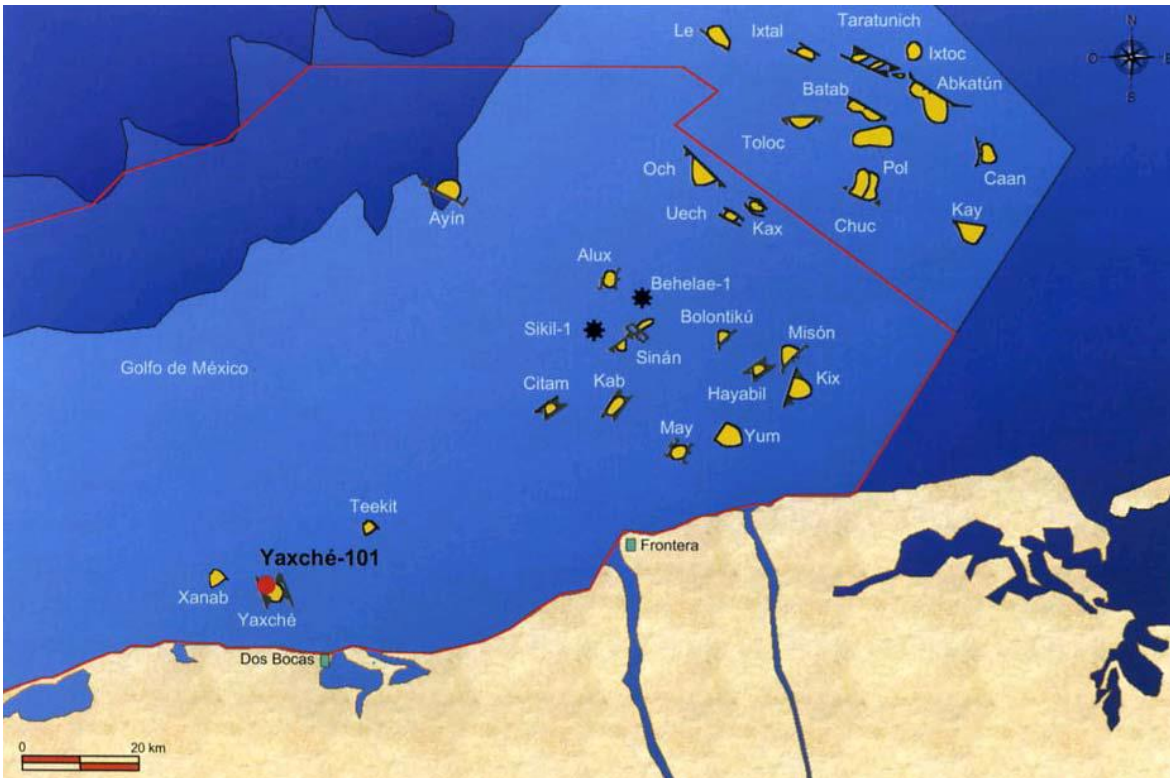 Taratunich
Le
Ixtal
Ixtoc
N
O
E
S
Batab
Abkatún
Toloc
Och
Pol
Caan
Ayín
Uech
Kax
Chuc
Kay
Alux
Behelae-1
Sikil-1
Bolontikú
Misón
Sinán
Golfo de México
Citam
Kab
Hayabil
Kix
May
Yum
Teekit
Yaxché-101
Frontera
Xanab
Yaxché
Dos Bocas
0
20 km